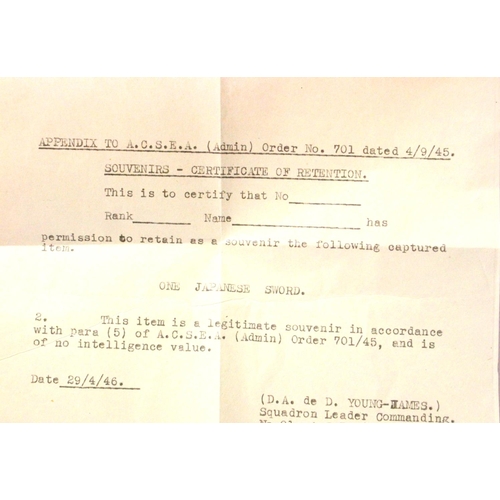 APPENDIX TO A.C.S.E.A. (Admin) Order No. 701 dated 4/9/45.
SOUVENIRS - CERTIFICATE OF RETENTION.
This is to certify that No
Rank Name has
permission to retain as a souvenir the following captured
item.
ONE JAPANESE SWORD.
2. This item is a legitimate souvenir in accordance
with para (5) of A.C.S.E.A. (Admin) Order 701/45, and is
of no intelligence value.
Date 29/4/46.
(D.A. de D. YOUNG-JAMES.)
Squadron Leader Commanding.